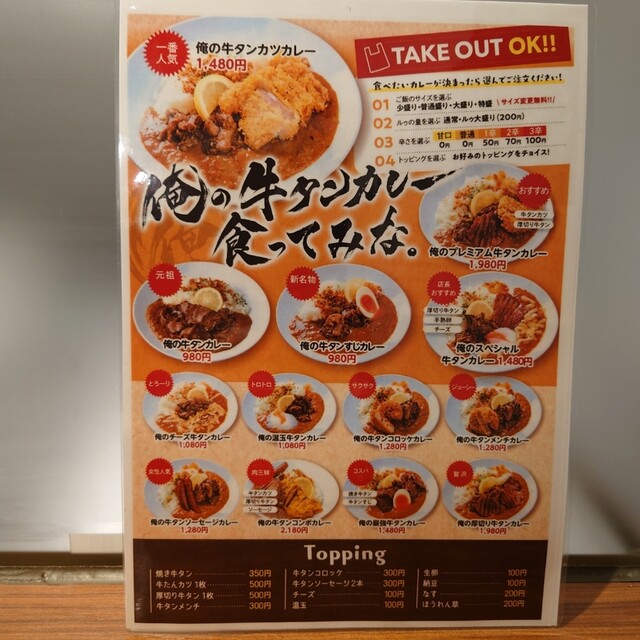 一番
人気
俺の牛タンカツカレー
1,480円
TAKE OUT OK!!
食べたいカレーが決まったら選んでご注文ください!
01 ご飯のサイズを選ぶ
少盛り・普通盛り・大盛り・特盛 \サイズ変更無料!!/
02 ルゥの量を選ぶ 通常・ルゥ大盛り(200円)
03 辛さを選ぶ 甘口 普通 1辛 2辛 3辛
0円 0円 50円 70円 100円
04 トッピングを選ぶ お好みのトッピングをチョイス!
俺の牛タンカレー
食ってみな。
おすすめ
牛タンカツ
厚切り牛タン
俺のプレミアム牛タンカレー
1,980円
元祖
俺の牛タンカレー
980円
新名物
俺の牛タンすじカレー
980円
店長
おすすめ
厚切り牛タン
半熟卵
チーズ
俺のスペシャル
牛タンカレー 1,480円
とろ〜り
俺のチーズ牛タンカレー
1,080円
トロトロ
俺の温玉牛タンカレー
1,080円
サクサク
俺の牛タンコロッケカレー
1,280円
ジューシー
俺の牛タンメンチカレー
1,280円
女性人気
俺の牛タンソーセージカレー
1,280円
肉三昧
牛タンカツ
厚切り牛タン
ソーセージ
俺の牛タンコンボカレー
2,180円
コスパ
焼き牛タン
牛タンすじ
俺の最強牛タンカレー
1,480円
贅沢
俺の厚切り牛タンカレー
1,980円
Topping
焼き牛タン 350円
牛たんカツ 1枚 500円
厚切り牛タン 1枚 500円
牛タンメンチ 300円
牛タンコロッケ 300円
牛タンソーセージ2本 300円
チーズ 100円
温玉 100円
生卵 100円
納豆 100円
なす 200円
ほうれん草 200円